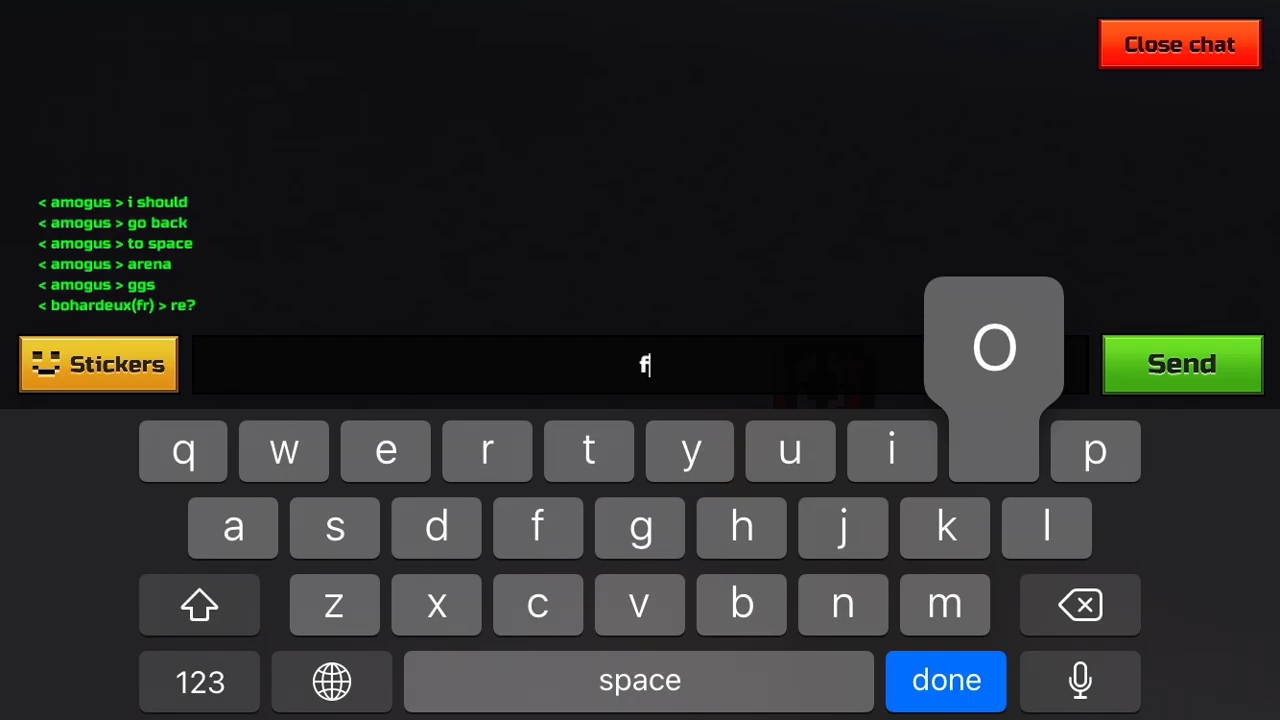 Close chat
< amogus > i should
< amogus > go back
< amogus > to space
< amogus > arena
< amogus > ggs
< bohardeux(fr) > re?
Stickers
f
Send
O
q w e r t y u i p
a s d f g h j k l
z x c v b n m
123 space done